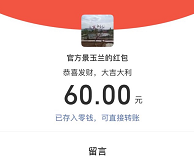 官方景玉兰的红包
恭喜发财，大吉大利
60.00元
已存入零钱，可直接转账
留言